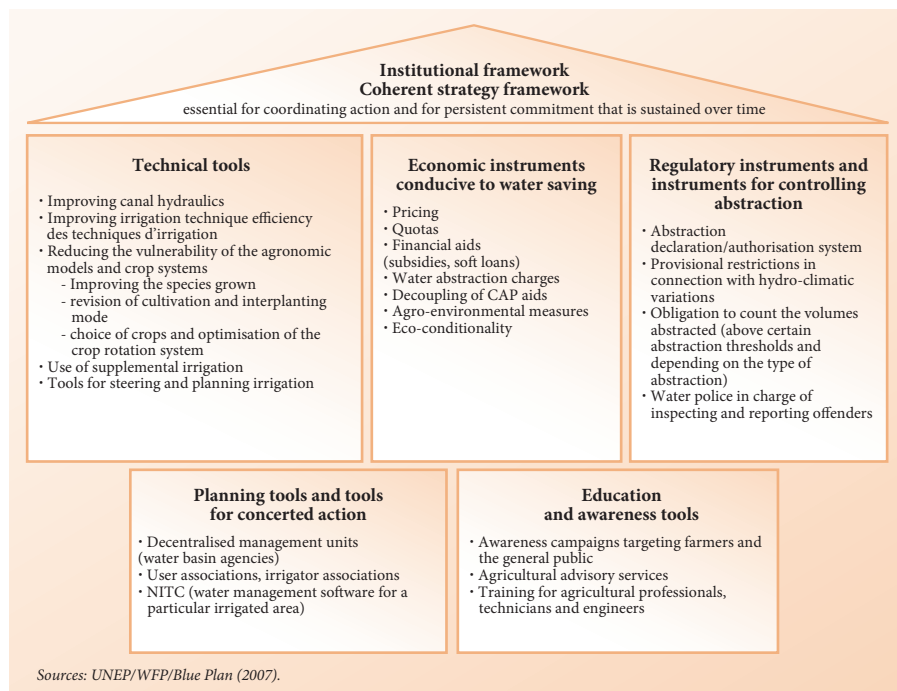 Institutional framework
Coherent strategy framework
essential for coordinating action and for persistent commitment that is sustained over time
Technical tools
· Improving canal hydraulics
· Improving irrigation technique efficiency
des techniques d'irrigation
· Reducing the vulnerability of the agronomic
models and crop systems
- Improving the species grown
- revision of cultivation and interplanting
mode
- choice of crops and optimisation of the
crop rotation system
· Use of supplemental irrigation
· Tools for steering and planning irrigation
Economic instruments
conducive to water saving
· Pricing
· Quotas
· Financial aids
(subsidies, soft loans)
· Water abstraction charges
· Decoupling of CAP aids
· Agro-environmental measures
· Eco-conditionality
Regulatory instruments and
instruments for controlling
abstraction
· Abstraction
declaration/authorisation system
· Provisional restrictions in
connection with hydro-climatic
variations
· Obligation to count the volumes
abstracted (above certain
abstraction thresholds and
depending on the type of
abstraction)
· Water police in charge of
inspecting and reporting offenders
Planning tools and tools
for concerted action
· Decentralised management units
(water basin agencies)
· User associations, irrigator associations
· NITC (water management software for a
particular irrigated area)
Education
and awareness tools
· Awareness campaigns targeting farmers and
the general public
· Agricultural advisory services
· Training for agricultural professionals,
technicians and engineers
Sources: UNEP/WFP/Blue Plan (2007).